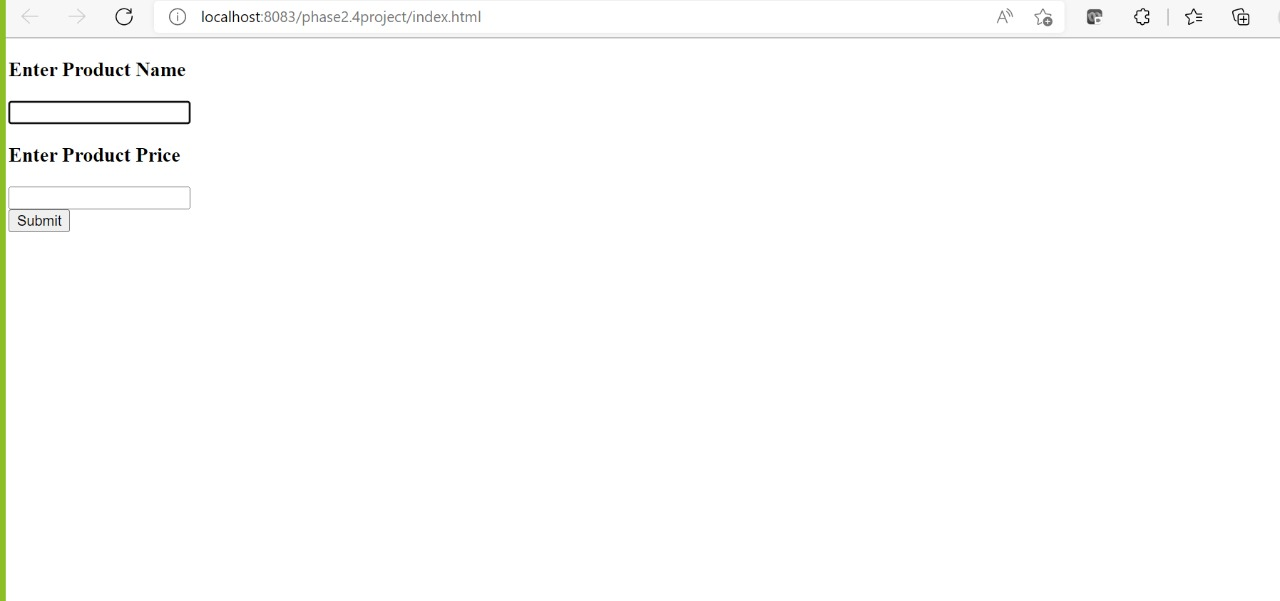 localhost:8083/phase2.4project/index.html
Enter Product Name
Enter Product Price
Submit